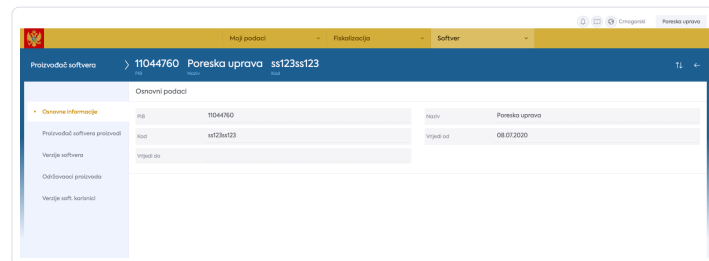 Crnogorski Poreska uprava
Moji podaci Fiskalizacija Softver
Proizvođač softvera 11044760 Poreska uprava ss123ss123
PIB Naziv Kod
Osnovni podaci
Osnovne informacije
Proizvođač softvera proizvodi
Verzije softvera
Održavaoci proizvoda
Verzije soft. korisnici
PIB 11044760 Naziv Poreska uprava
Kod ss123ss123 Vrijedi od 08.07.2020
Vrijedi do